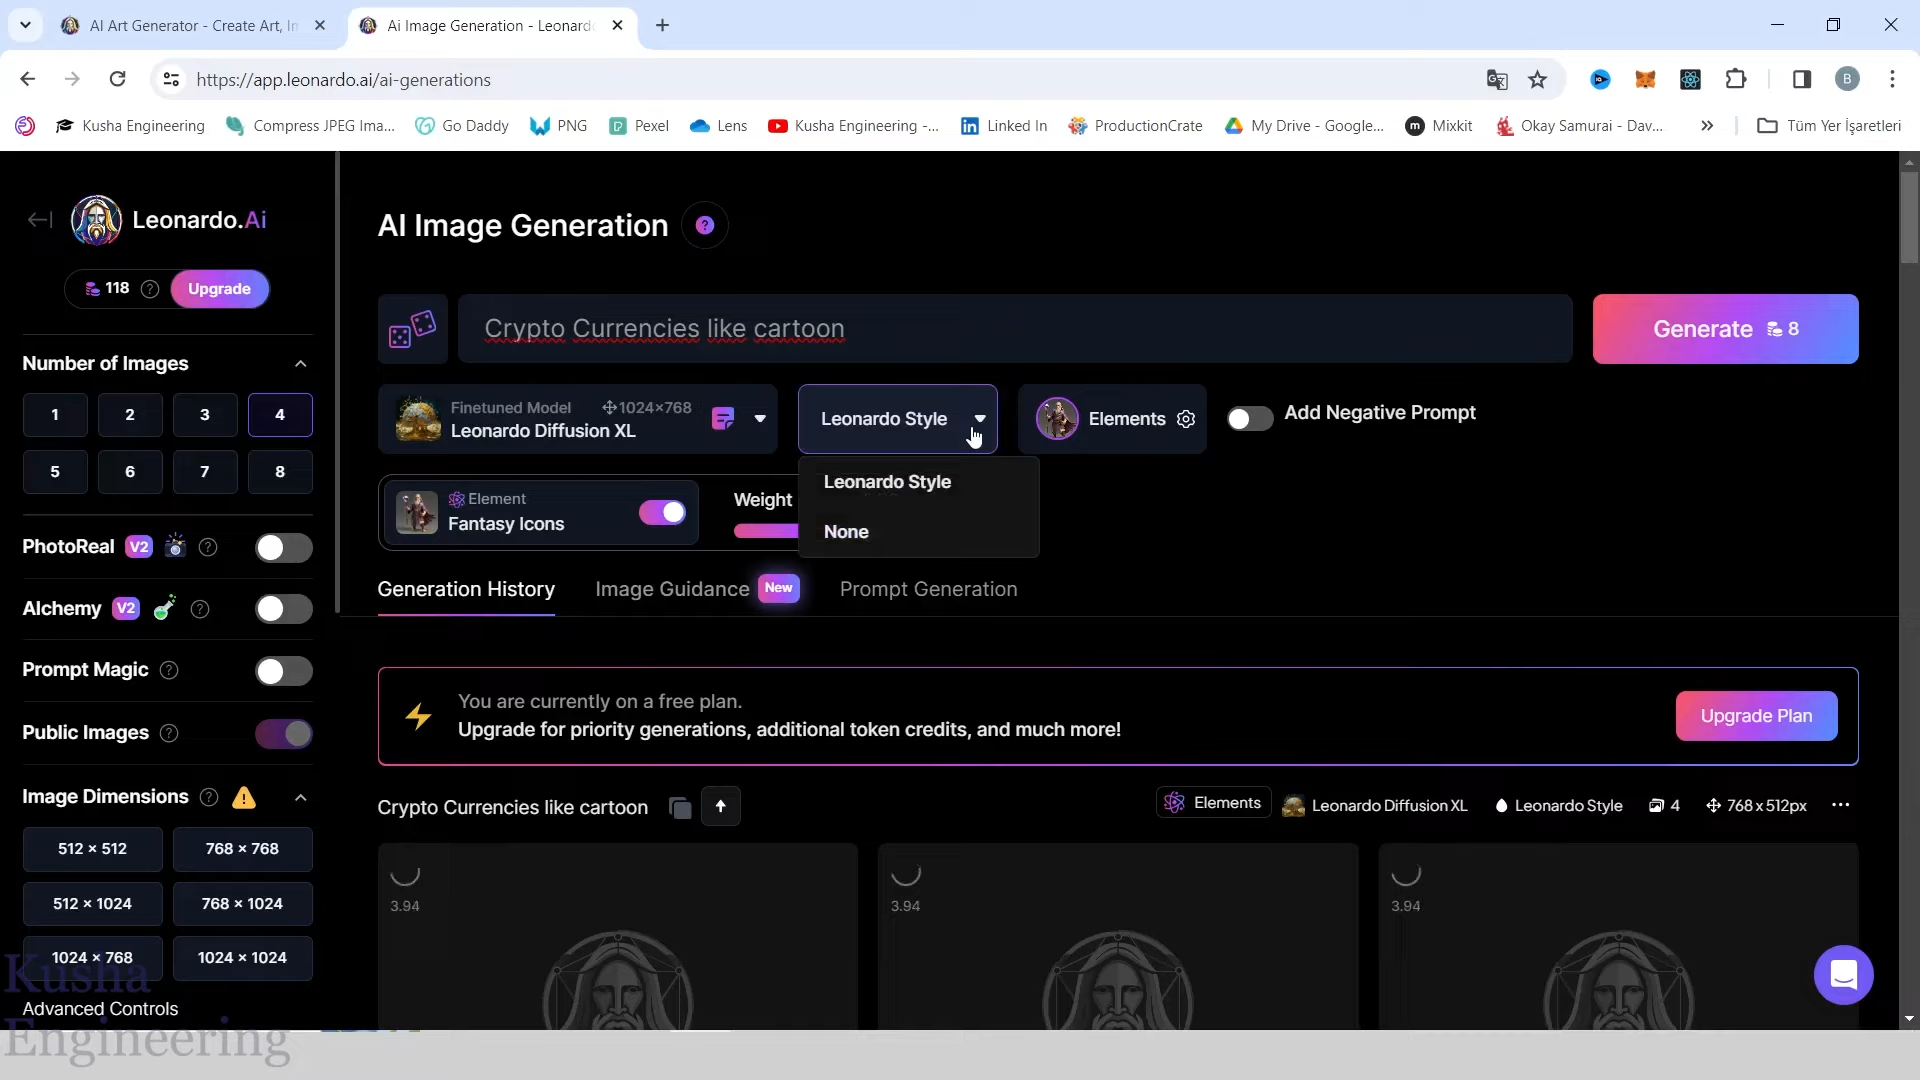 AI Art Generator - Create Art, Im
Ai Image Generation - Leonardo
https://app.leonardo.ai/ai-generations
B
Kusha Engineering
Compress JPEG Ima...
Go Daddy
PNG
Pexel
Lens
Kusha Engineering -...
Linked In
ProductionCrate
My Drive - Google...
Mixkit
Okay Samurai - Dav...
»
Tüm Yer İşaretleri
Leonardo.Ai
118
Upgrade
Number of Images
1 2 3 4
5 6 7 8
PhotoReal V2
Alchemy V2
Prompt Magic
Public Images
Image Dimensions
512 × 512
768 × 768
512 × 1024
768 × 1024
1024 × 768
1024 × 1024
Advanced Controls
Kusha
Engineering
AI Image Generation
Crypto Currencies like cartoon
Generate 8
Finetuned Model 1024×768
Leonardo Diffusion XL
Leonardo Style
Elements
Add Negative Prompt
Leonardo Style
None
Element
Fantasy Icons
Weight
Generation History
Image Guidance New
Prompt Generation
You are currently on a free plan.
Upgrade for priority generations, additional token credits, and much more!
Upgrade Plan
Crypto Currencies like cartoon
Elements
Leonardo Diffusion XL
Leonardo Style
4
768 x 512px
3.94
3.94
3.94